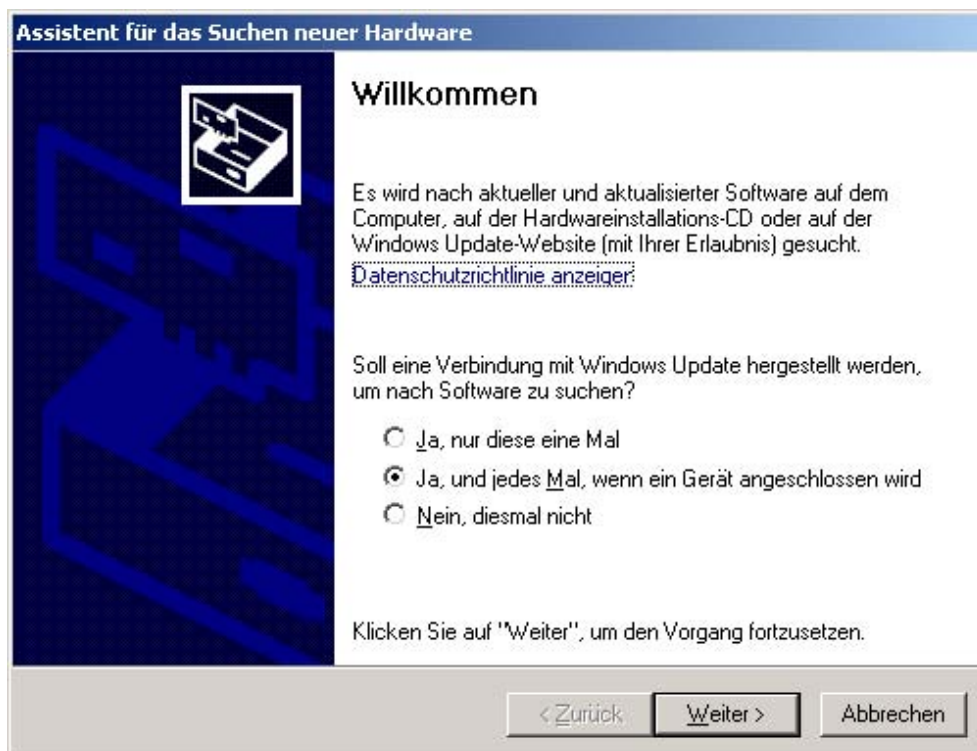 Assistent für das Suchen neuer Hardware
Willkommen
Es wird nach aktueller und aktualisierter Software auf dem
Computer, auf der Hardwareinstallations-CD oder auf der
Windows Update-Website (mit Ihrer Erlaubnis) gesucht.
Datenschutzrichtlinie anzeigen
Soll eine Verbindung mit Windows Update hergestellt werden,
um nach Software zu suchen?
Ja, nur diese eine Mal
Ja, und jedes Mal, wenn ein Gerät angeschlossen wird
Nein, diesmal nicht
Klicken Sie auf "Weiter", um den Vorgang fortzusetzen.
< Zurück Weiter > Abbrechen